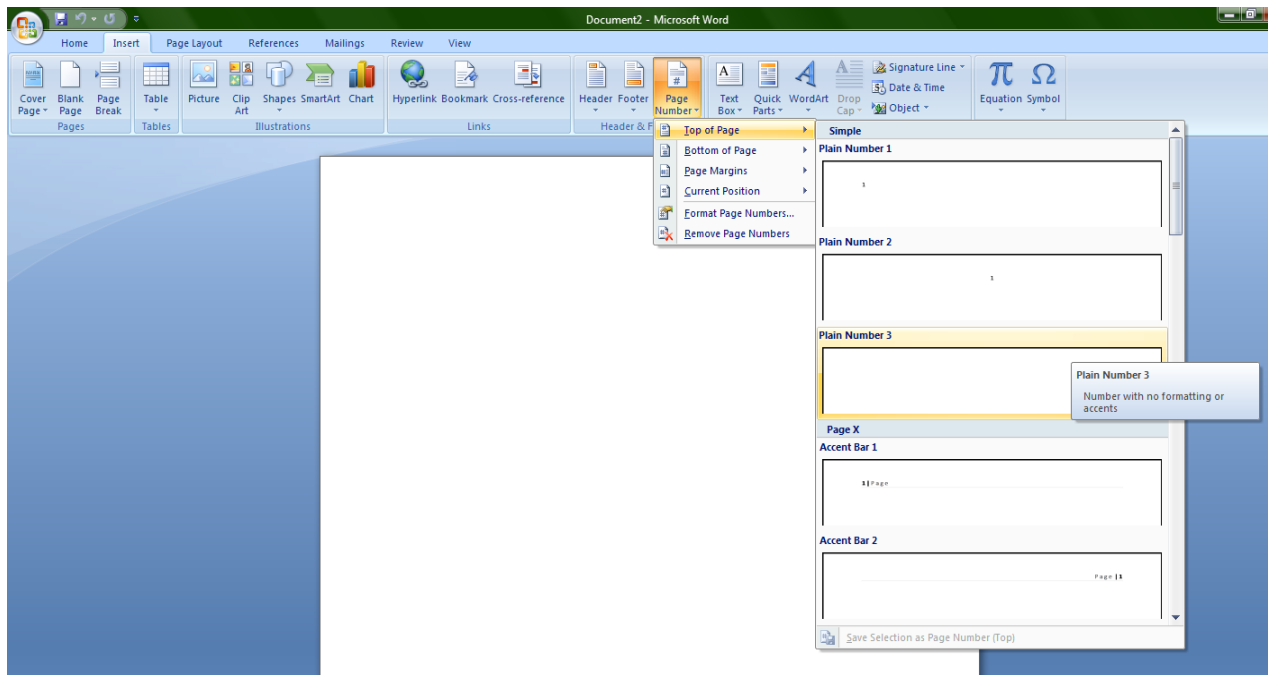 Document2 - Microsoft Word
Home Insert Page Layout References Mailings Review View
Cover Page
Blank Page
Page Break
Table
Picture
Clip Art
Shapes
SmartArt
Chart
Hyperlink
Bookmark
Cross-reference
Header
Footer
Page Number
Text Box
Quick Parts
WordArt
Drop Cap
Signature Line
Date & Time
Object
π
Equation
Ω
Symbol
Pages
Tables
Illustrations
Links
Header & F
Top of Page
Bottom of Page
Page Margins
Current Position
Format Page Numbers...
Remove Page Numbers
Simple
Plain Number 1
1
Plain Number 2
1
Plain Number 3
Plain Number 3
Number with no formatting or
accents
Page X
Accent Bar 1
1|Page
Accent Bar 2
Page |1
Save Selection as Page Number (Top)